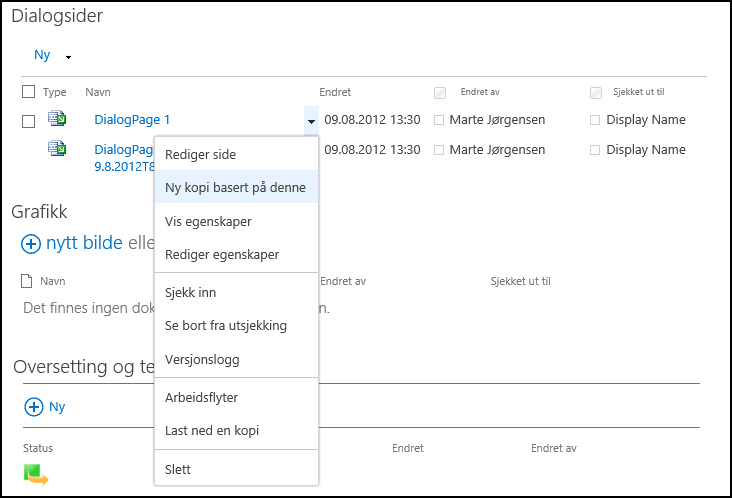 Dialogsider
Ny
Type Navn Endret Endret av Sjekket ut til
DialogPage 1 09.08.2012 13:30 Marte Jørgensen Display Name
DialogPag 09.08.2012 13:30 Marte Jørgensen Display Name
9.8.2012T8
Rediger side
Ny kopi basert på denne
Vis egenskaper
Rediger egenskaper
Sjekk inn
Se bort fra utsjekking
Versjonslogg
Arbeidsflyter
Last ned en kopi
Slett
Grafikk
nytt bilde elle
Navn Endret av Sjekket ut til
Det finnes ingen dok n.
Oversetting og te
Ny
Status Endret Endret av